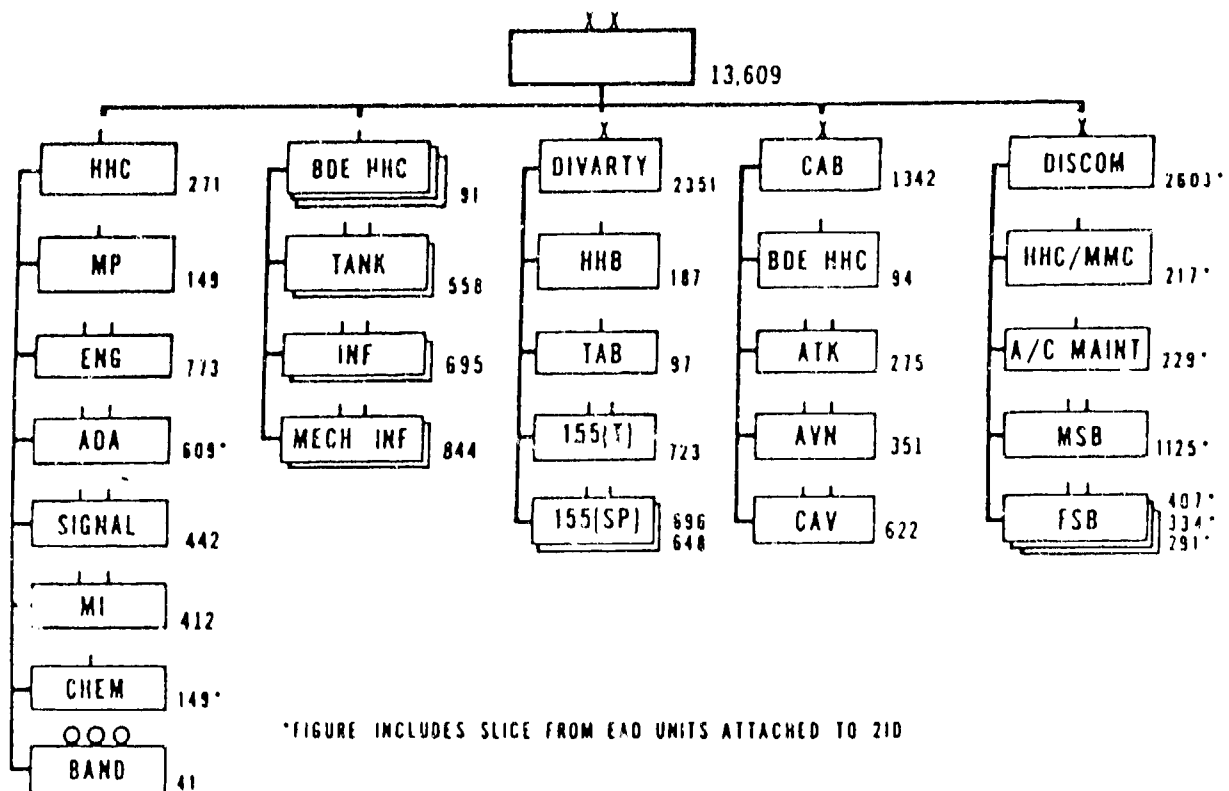 13,609
HHC 271
MP 149
ENG 773
ADA 609*
SIGNAL 442
MI 412
CHEM 149*
BAND 41
BDE HHC 91
TANK 558
INF 695
MECH INF 844
DIVARTY 2351
HHB 187
TAB 97
155(T) 723
155(SP) 696
648
CAB 1342
BDE HHC 94
ATK 275
AVN 351
CAV 622
DISCOM 2603*
HHC/MMC 217*
A/C MAINT 229*
MSB 1125*
FSB 407*
334*
291*
*FIGURE INCLUDES SLICE FROM EAD UNITS ATTACHED TO 2ID